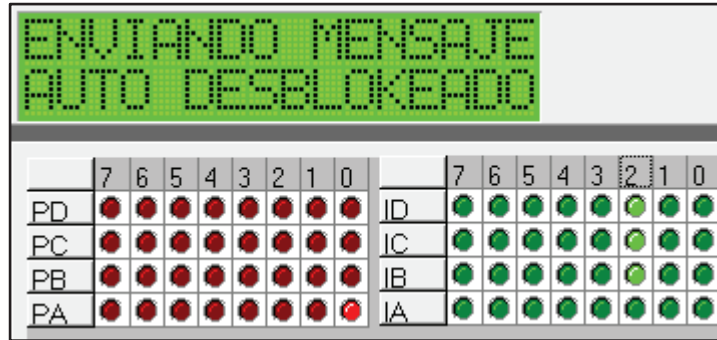 ENVIANDO MENSAJE
AUTO DESBLOKEADO
7 6 5 4 3 2 1 0 7 6 5 4 3 2 1 0
PD ID
PC IC
PB IB
PA IA